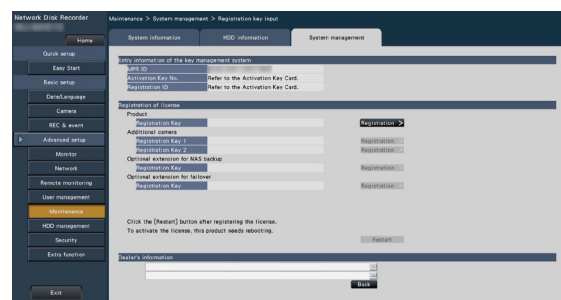 Network Disk Recorder
Maintenance > System management > Registration key input
Home
System information
HDD information
System management
Quick setup
Easy Start
Basic setup
Date/Language
Camera
REC & event
Advanced setup
Monitor
Network
Remote monitoring
User management
Maintenance
HDD management
Security
Extra function
Exit
Entry information of the key management system
MPR ID
Activation Key No. Refer to the Activation Key Card.
Registration ID Refer to the Activation Key Card.
Registration of license
Product
Registration Key Registration >
Additional camera
Registration Key 1 Registration
Registration Key 2 Registration
Optional extension for NAS backup
Registration Key Registration
Optional extension for failover
Registration Key Registration
Click the [Restart] button after registering the license.
To activate the license, this product needs rebooting.
Restart
Dealer's information
Back